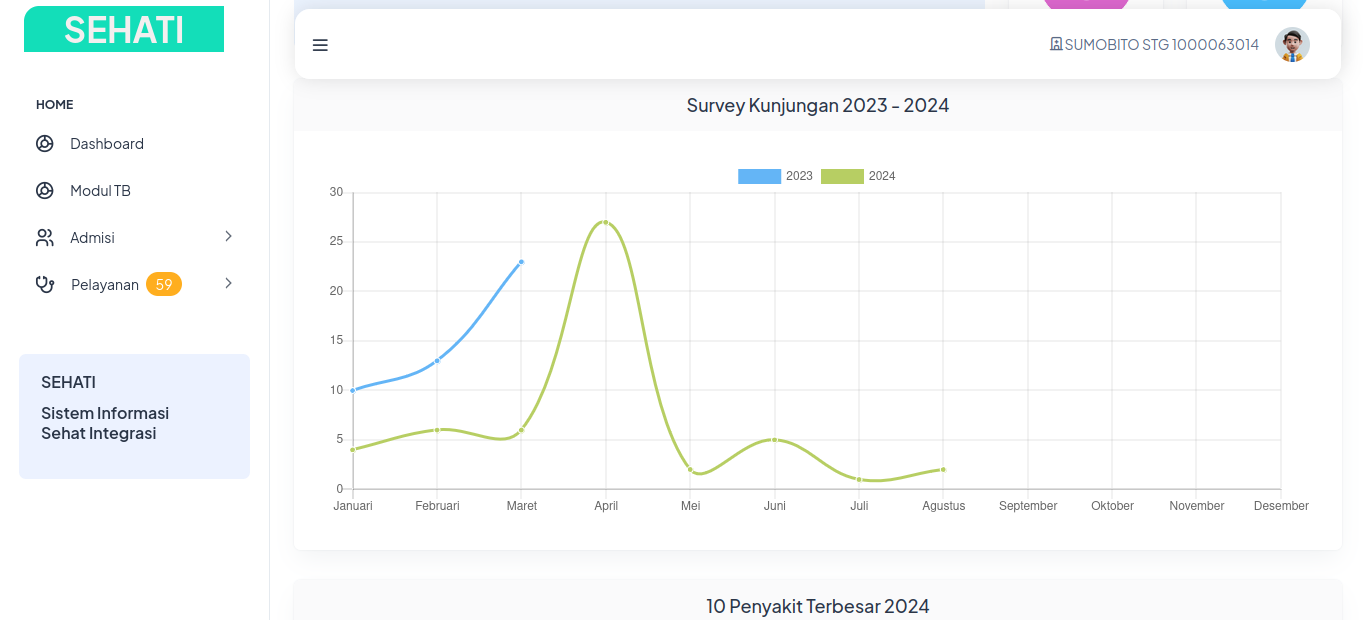 SEHATI
SUMOBITO STG 1000063014
HOME
Dashboard
Modul TB
Admisi
Pelayanan 59
SEHATI
Sistem Informasi
Sehat Integrasi
Survey Kunjungan 2023 - 2024
2023 2024
30
25
20
15
10
5
0
Januari Februari Maret April Mei Juni Juli Agustus September Oktober November Desember
10 Penyakit Terbesar 2024